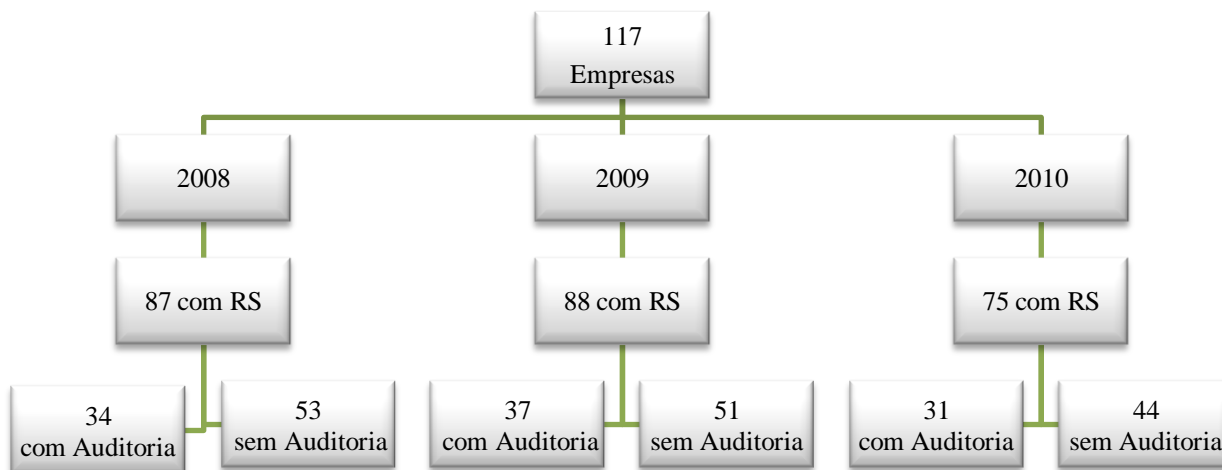 117
Empresas
2008
2009
2010
87 com RS
88 com RS
75 com RS
34
com Auditoria
53
sem Auditoria
37
com Auditoria
51
sem Auditoria
31
com Auditoria
44
sem Auditoria